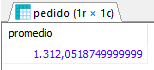 pedido (1r × 1c)
promedio
1.312,0518749999999